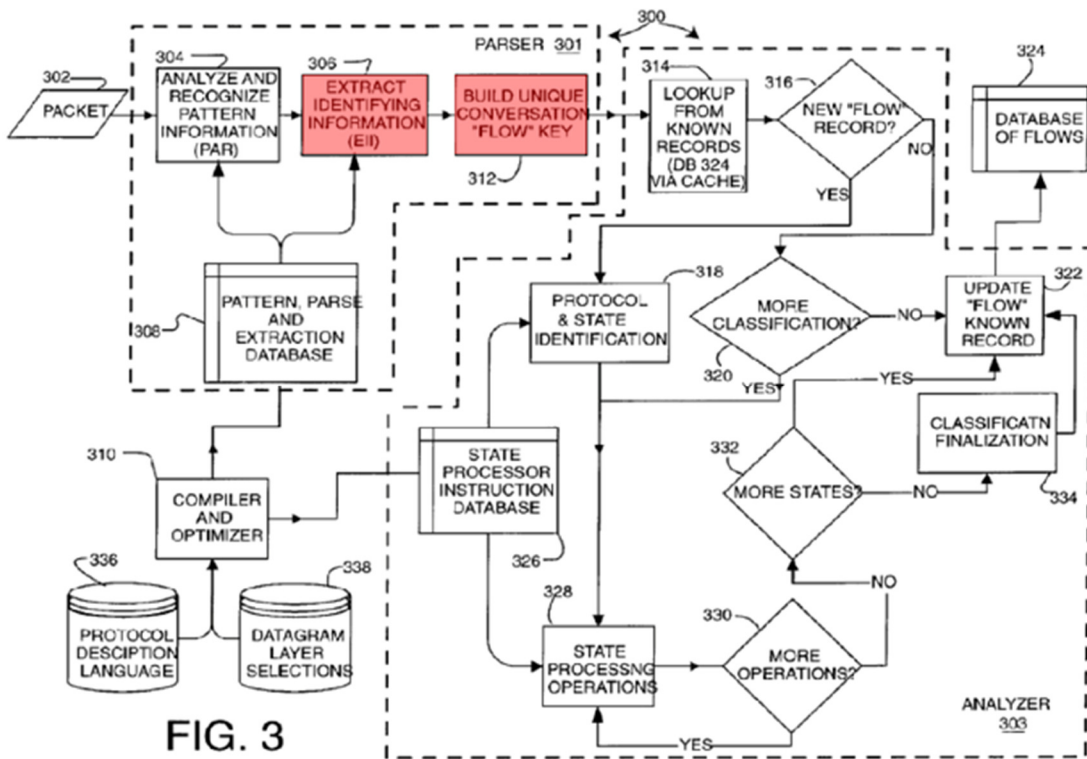 300
PARSER 301
302
PACKET
304
ANALYZE AND
RECOGNIZE
PATTERN
INFORMATION
(PAR)
306
EXTRACT
IDENTIFYING
INFORMATION
(EII)
BUILD UNIQUE
CONVERSATION
"FLOW" KEY
312
314
LOOKUP
FROM
KNOWN
RECORDS
(DB 324
VIA CACHE)
316
NEW "FLOW"
RECORD?
NO
YES
324
DATABASE
OF FLOWS
308
PATTERN, PARSE
AND
EXTRACTION
DATABASE
318
PROTOCOL
& STATE
IDENTIFICATION
MORE
CLASSIFICATION?
320
NO
YES
322
UPDATE
"FLOW"
KNOWN
RECORD
YES
CLASSIFICATN
FINALIZATION
334
332
MORE STATES?
NO
310
COMPILER
AND
OPTIMIZER
STATE
PROCESSOR
INSTRUCTION
DATABASE
326
336
PROTOCOL
DESCIPTION
LANGUAGE
338
DATAGRAM
LAYER
SELECTIONS
328
STATE
PROCESSNG
OPERATIONS
330
MORE
OPERATIONS?
NO
YES
ANALYZER
303
FIG. 3